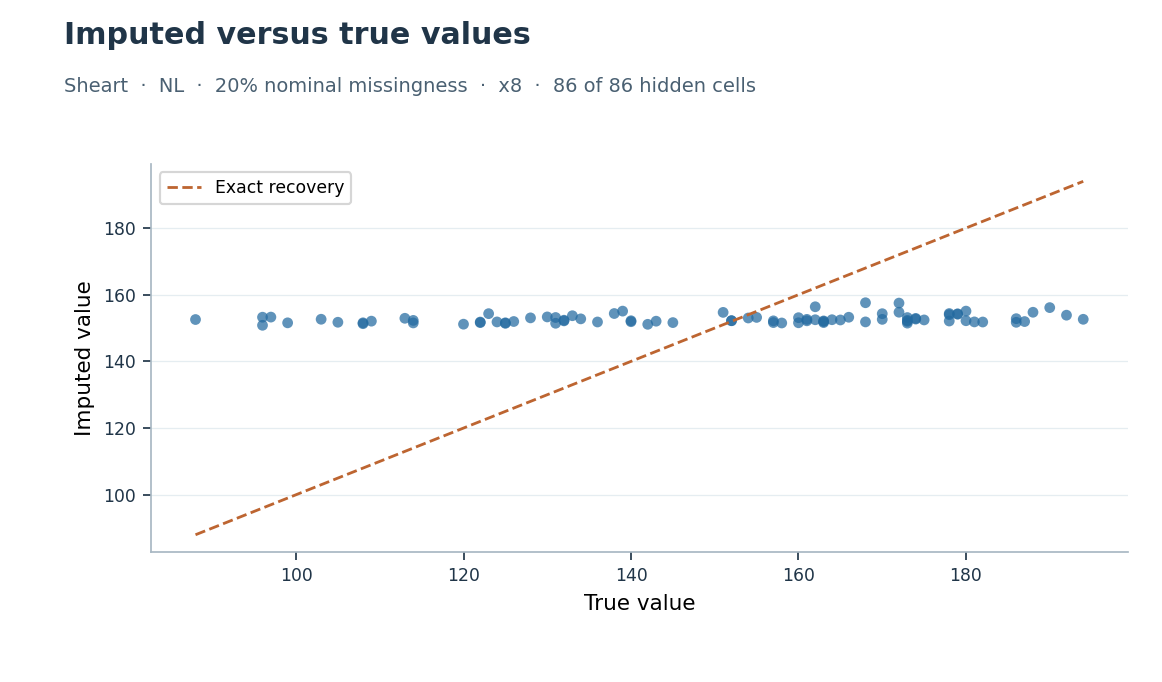 Imputed versus true values
Sheart · NL · 20% nominal missingness · x8 · 86 of 86 hidden cells
Exact recovery
Imputed value
180
160
140
120
100
100 120 140 160 180
True value